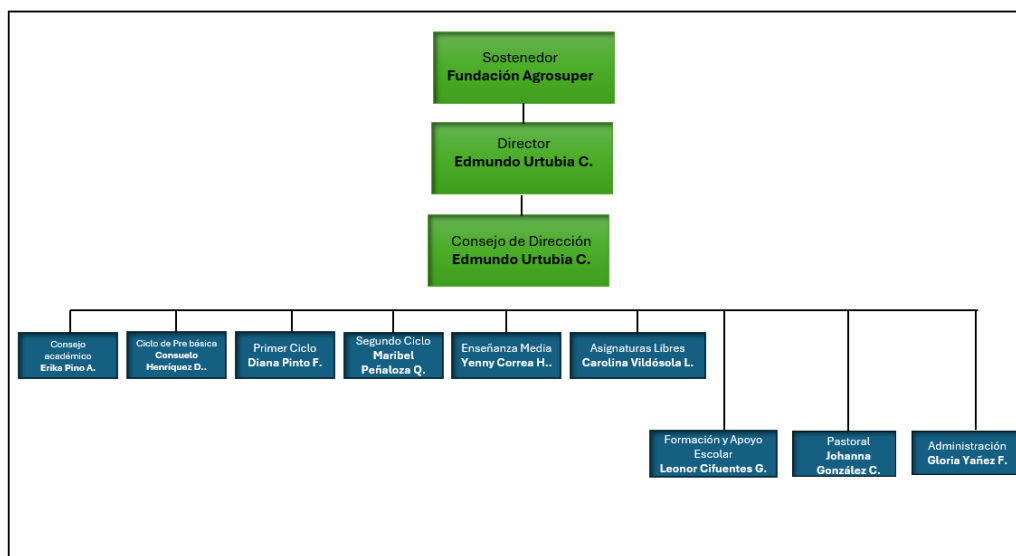 Sostenedor
Fundación Agrosuper
Director
Edmundo Urtubia C.
Consejo de Dirección
Edmundo Urtubia C.
Consejo
académico
Erika Pino A.
Ciclo de Pre básica
Consuelo
Henríquez D..
Primer Ciclo
Diana Pinto F.
Segundo Ciclo
Maribel
Peñaloza Q.
Enseñanza Media
Yenny Correa H..
Asignaturas Libres
Carolina Vildósola L.
Formación y Apoyo
Escolar
Leonor Cifuentes G.
Pastoral
Johanna
González C.
Administración
Gloria Yañez F.